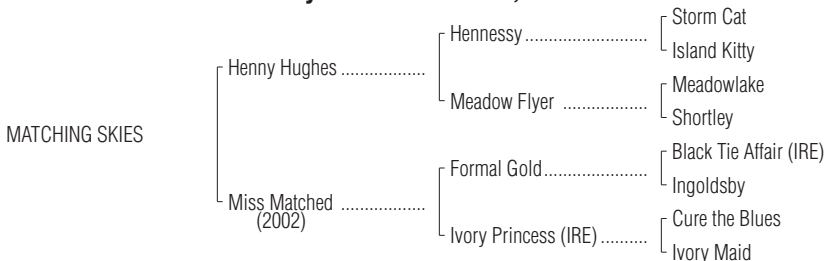 Storm Cat
Hennessy ..............................
Island Kitty
Henny Hughes ..................
Meadowlake
Meadow Flyer ..................
Shortley
MATCHING SKIES
Black Tie Affair (IRE)
Formal Gold......................
Ingoldsby
Miss Matched ..................
(2002)
Cure the Blues
Ivory Princess (IRE) ..........
Ivory Maid